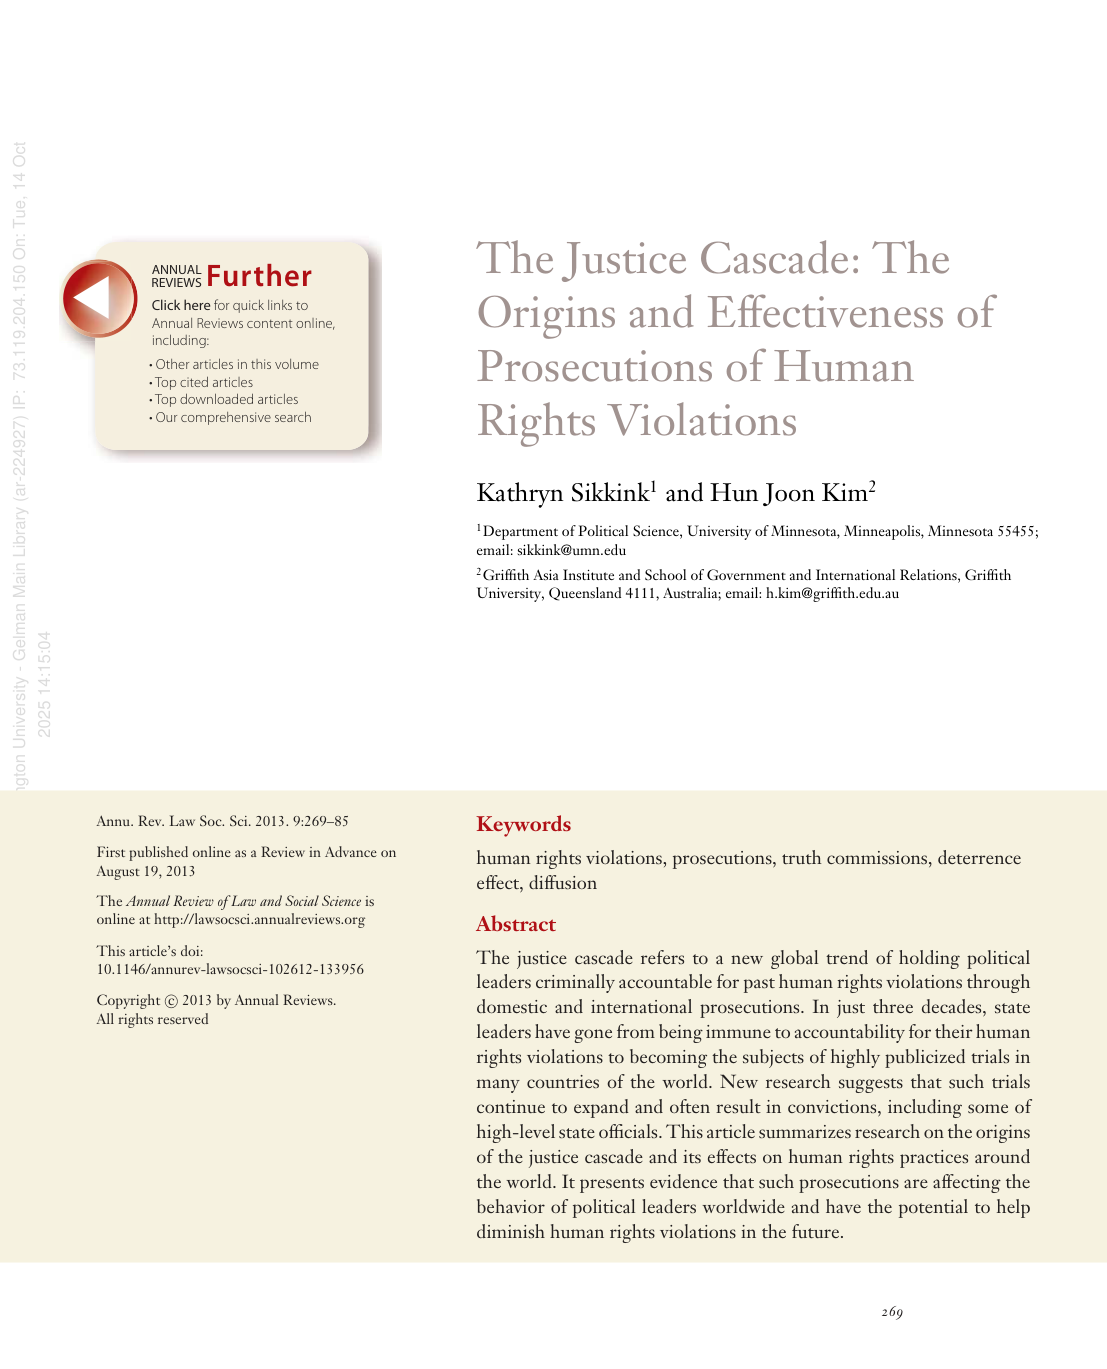 ngton University - Gelman Main Library (ar-224927) IP: 73.119.204.150 On: Tue, 14 Oct
2025 14:15:04
ANNUAL
REVIEWS Further
Click here for quick links to
Annual Reviews content online,
including:
• Other articles in this volume
• Top cited articles
• Top downloaded articles
• Our comprehensive search
The Justice Cascade: The
Origins and Effectiveness of
Prosecutions of Human
Rights Violations
Kathryn Sikkink¹ and Hun Joon Kim²
¹Department of Political Science, University of Minnesota, Minneapolis, Minnesota 55455;
email: sikkink@umn.edu
²Griffith Asia Institute and School of Government and International Relations, Griffith
University, Queensland 4111, Australia; email: h.kim@griffith.edu.au
Annu. Rev. Law Soc. Sci. 2013. 9:269–85
First published online as a Review in Advance on
August 19, 2013
The Annual Review of Law and Social Science is
online at http://lawsocsci.annualreviews.org
This article's doi:
10.1146/annurev-lawsocsci-102612-133956
Copyright © 2013 by Annual Reviews.
All rights reserved
Keywords
human rights violations, prosecutions, truth commissions, deterrence
effect, diffusion
Abstract
The justice cascade refers to a new global trend of holding political
leaders criminally accountable for past human rights violations through
domestic and international prosecutions. In just three decades, state
leaders have gone from being immune to accountability for their human
rights violations to becoming the subjects of highly publicized trials in
many countries of the world. New research suggests that such trials
continue to expand and often result in convictions, including some of
high-level state officials. This article summarizes research on the origins
of the justice cascade and its effects on human rights practices around
the world. It presents evidence that such prosecutions are affecting the
behavior of political leaders worldwide and have the potential to help
diminish human rights violations in the future.
269